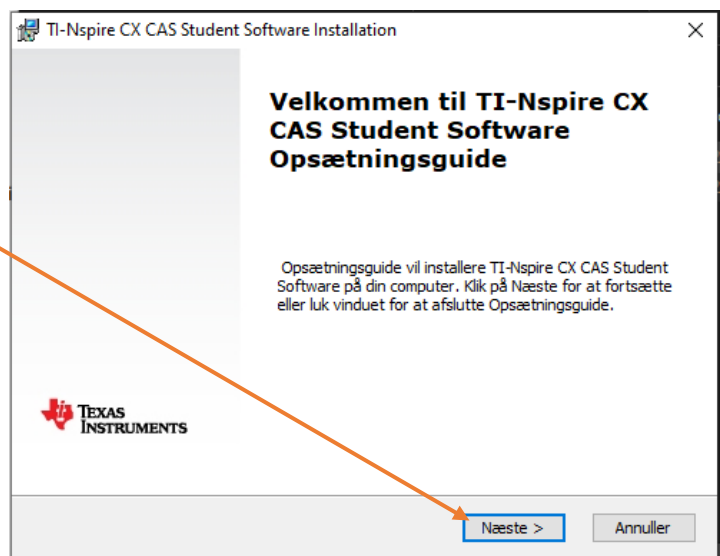 TI-Nspire CX CAS Student Software Installation
Velkommen til TI-Nspire CX
CAS Student Software
Opsætningsguide
Opsætningsguide vil installere TI-Nspire CX CAS Student
Software på din computer. Klik på Næste for at fortsætte
eller luk vinduet for at afslutte Opsætningsguide.
TEXAS
INSTRUMENTS
Næste >
Annuller